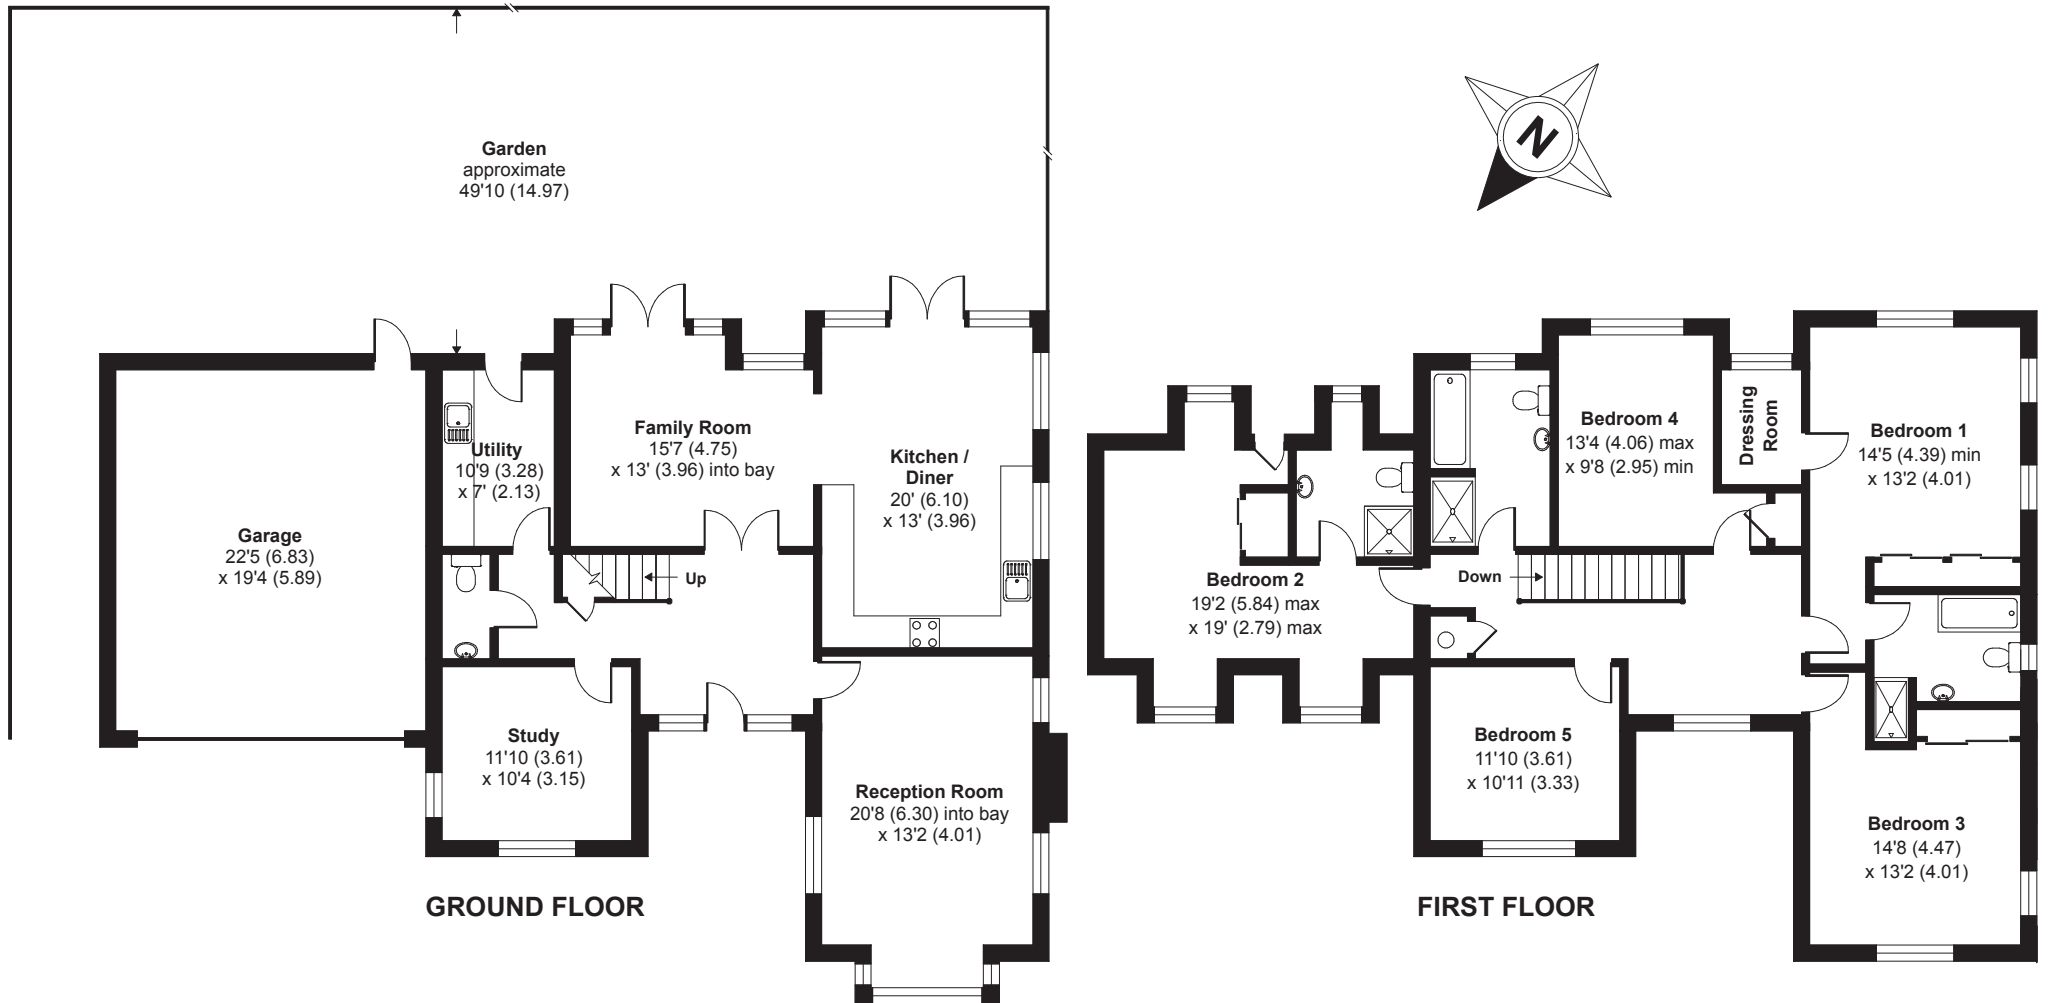 Garden
approximate
49'10 (14.97)
N
Family Room
15'7 (4.75)
x 13' (3.96) into bay
Utility
10'9 (3.28)
x 7' (2.13)
Kitchen /
Diner
20' (6.10)
x 13' (3.96)
Garage
22'5 (6.83)
x 19'4 (5.89)
Up
Study
11'10 (3.61)
x 10'4 (3.15)
Reception Room
20'8 (6.30) into bay
x 13'2 (4.01)
GROUND FLOOR
Bedroom 4
13'4 (4.06) max
x 9'8 (2.95) min
Dressing
Room
Bedroom 1
14'5 (4.39) min
x 13'2 (4.01)
Bedroom 2
19'2 (5.84) max
x 19' (2.79) max
Down
Bedroom 5
11'10 (3.61)
x 10'11 (3.33)
Bedroom 3
14'8 (4.47)
x 13'2 (4.01)
FIRST FLOOR